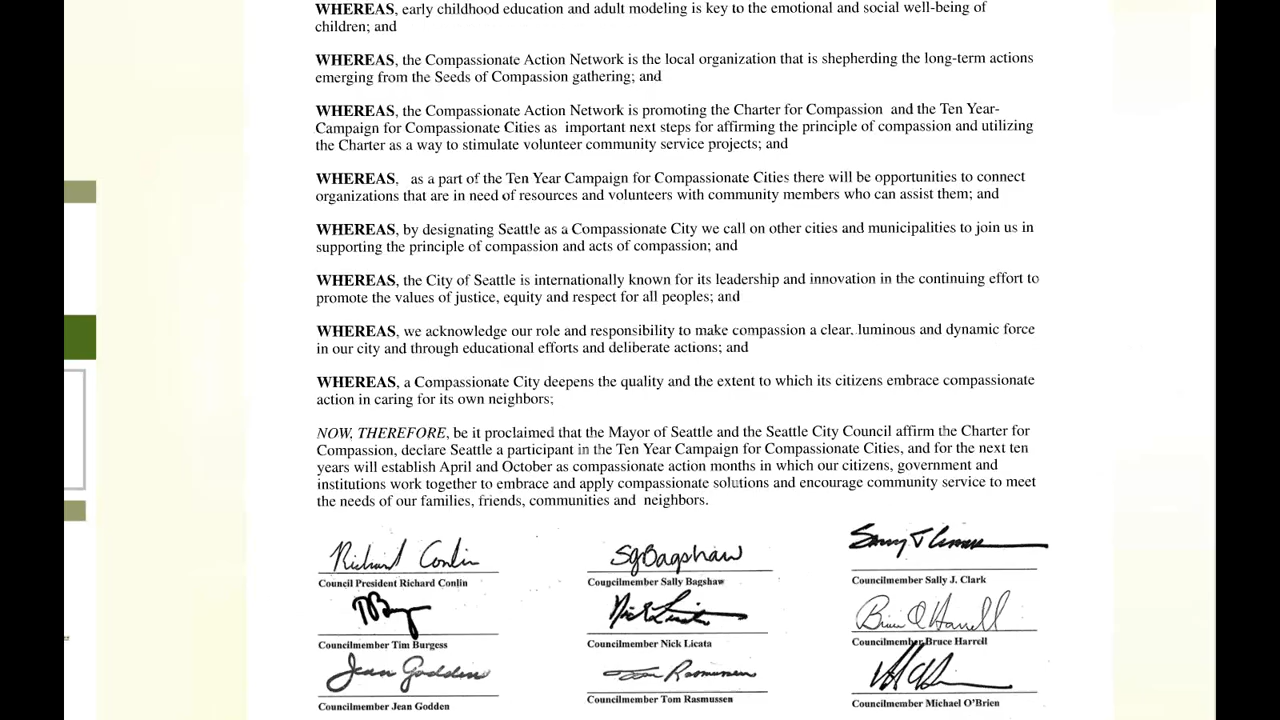 WHEREAS, early childhood education and adult modeling is key to the emotional and social well-being of
children; and
WHEREAS, the Compassionate Action Network is the local organization that is shepherding the long-term actions
emerging from the Seeds of Compassion gathering; and
WHEREAS, the Compassionate Action Network is promoting the Charter for Compassion and the Ten Year-
Campaign for Compassionate Cities as important next steps for affirming the principle of compassion and utilizing
the Charter as a way to stimulate volunteer community service projects; and
WHEREAS, as a part of the Ten Year Campaign for Compassionate Cities there will be opportunities to connect
organizations that are in need of resources and volunteers with community members who can assist them; and
WHEREAS, by designating Seattle as a Compassionate City we call on other cities and municipalities to join us in
supporting the principle of compassion and acts of compassion; and
WHEREAS, the City of Seattle is internationally known for its leadership and innovation in the continuing effort to
promote the values of justice, equity and respect for all peoples; and
WHEREAS, we acknowledge our role and responsibility to make compassion a clear, luminous and dynamic force
in our city and through educational efforts and deliberate actions; and
WHEREAS, a Compassionate City deepens the quality and the extent to which its citizens embrace compassionate
action in caring for its own neighbors;
NOW, THEREFORE, be it proclaimed that the Mayor of Seattle and the Seattle City Council affirm the Charter for
Compassion, declare Seattle a participant in the Ten Year Campaign for Compassionate Cities, and for the next ten
years will establish April and October as compassionate action months in which our citizens, government and
institutions work together to embrace and apply compassionate solutions and encourage community service to meet
the needs of our families, friends, communities and neighbors.
Richard Conlin SGBagshaw
Council President Richard Conlin Councilmember Sally Bagshaw Councilmember Sally J. Clark
Nick Licata Bruce A Harrell
Councilmember Tim Burgess Councilmember Nick Licata Councilmember Bruce Harrell
Jean Godden Tom Rasmussen
Councilmember Jean Godden Councilmember Tom Rasmussen Councilmember Michael O'Brien